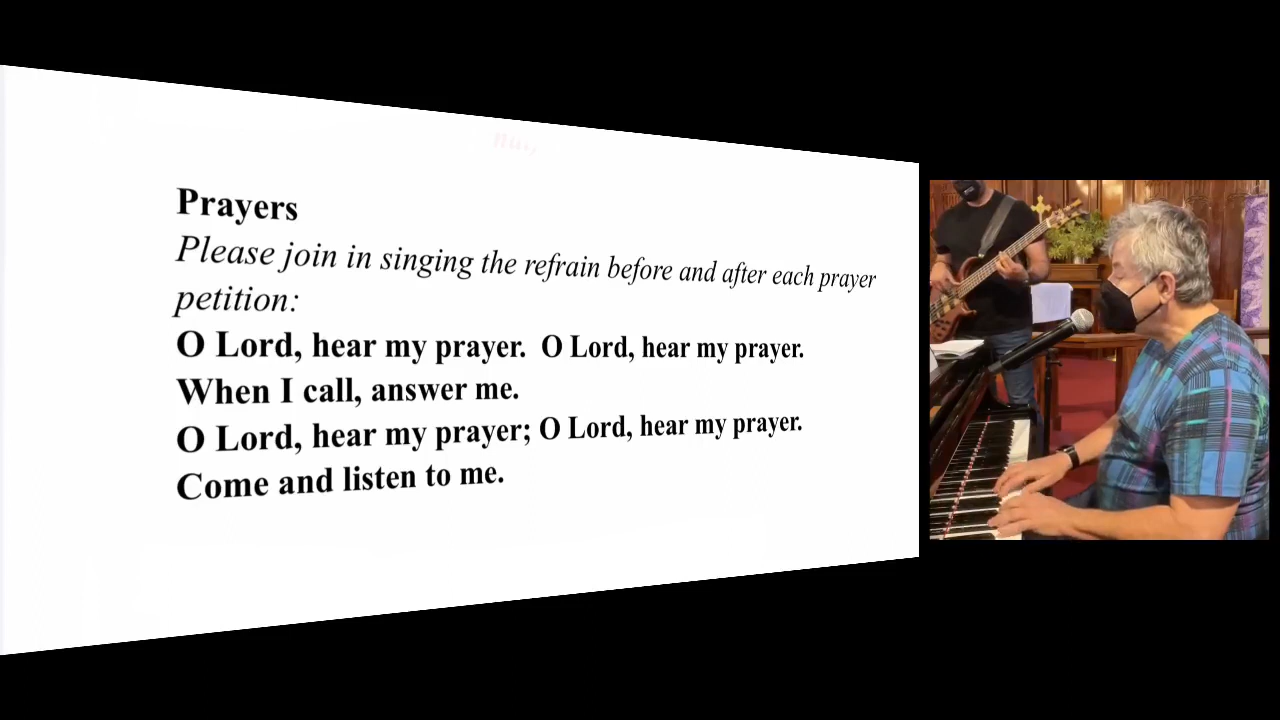 Prayers
Please join in singing the refrain before and after each prayer
petition:
O Lord, hear my prayer. O Lord, hear my prayer.
When I call, answer me.
O Lord, hear my prayer; O Lord, hear my prayer.
Come and listen to me.